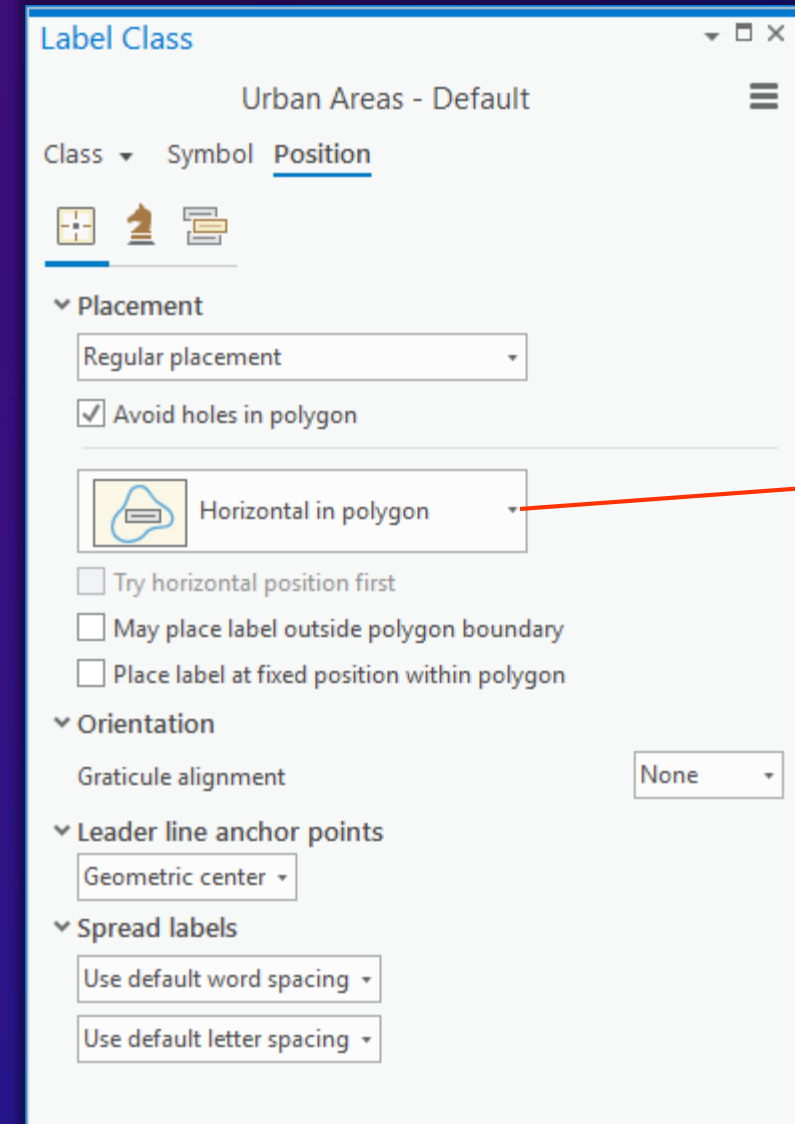 Label Class
Urban Areas - Default
Class Symbol Position
Placement
Regular placement
Avoid holes in polygon
Horizontal in polygon
Try horizontal position first
May place label outside polygon boundary
Place label at fixed position within polygon
Orientation
Graticule alignment None
Leader line anchor points
Geometric center
Spread labels
Use default word spacing
Use default letter spacing